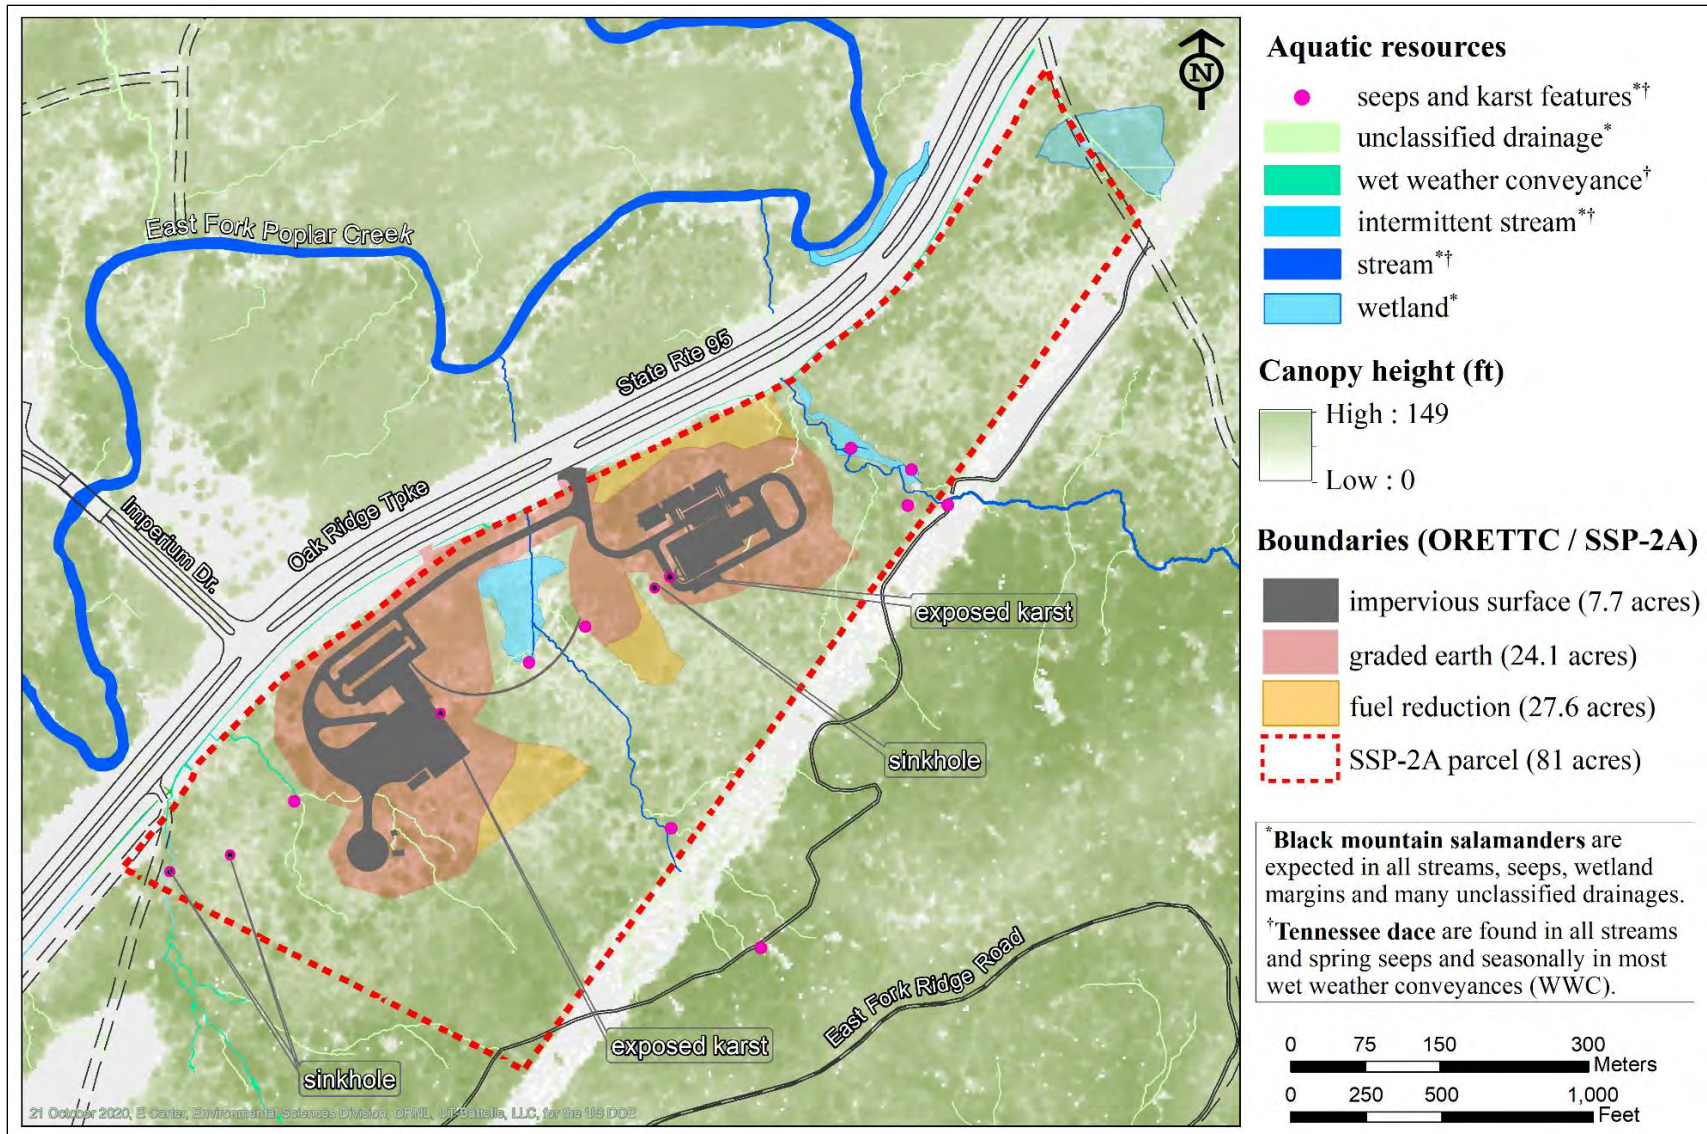 N
East Fork Poplar Creek
State Rte 95
Oak Ridge Tpke
Imperium Dr.
exposed karst
sinkhole
East Fork Ridge Road
exposed karst
sinkhole
21 October 2020, E Carter, Environmental Sciences Division, ORNL, UT-Battelle, LLC, for the US DOE
Aquatic resources
seeps and karst features*†
unclassified drainage*
wet weather conveyance†
intermittent stream*†
stream*†
wetland*
Canopy height (ft)
High : 149
Low : 0
Boundaries (ORETTC / SSP-2A)
impervious surface (7.7 acres)
graded earth (24.1 acres)
fuel reduction (27.6 acres)
SSP-2A parcel (81 acres)
*Black mountain salamanders are
expected in all streams, seeps, wetland
margins and many unclassified drainages.
†Tennessee dace are found in all streams
and spring seeps and seasonally in most
wet weather conveyances (WWC).
0 75 150 300
Meters
0 250 500 1,000
Feet